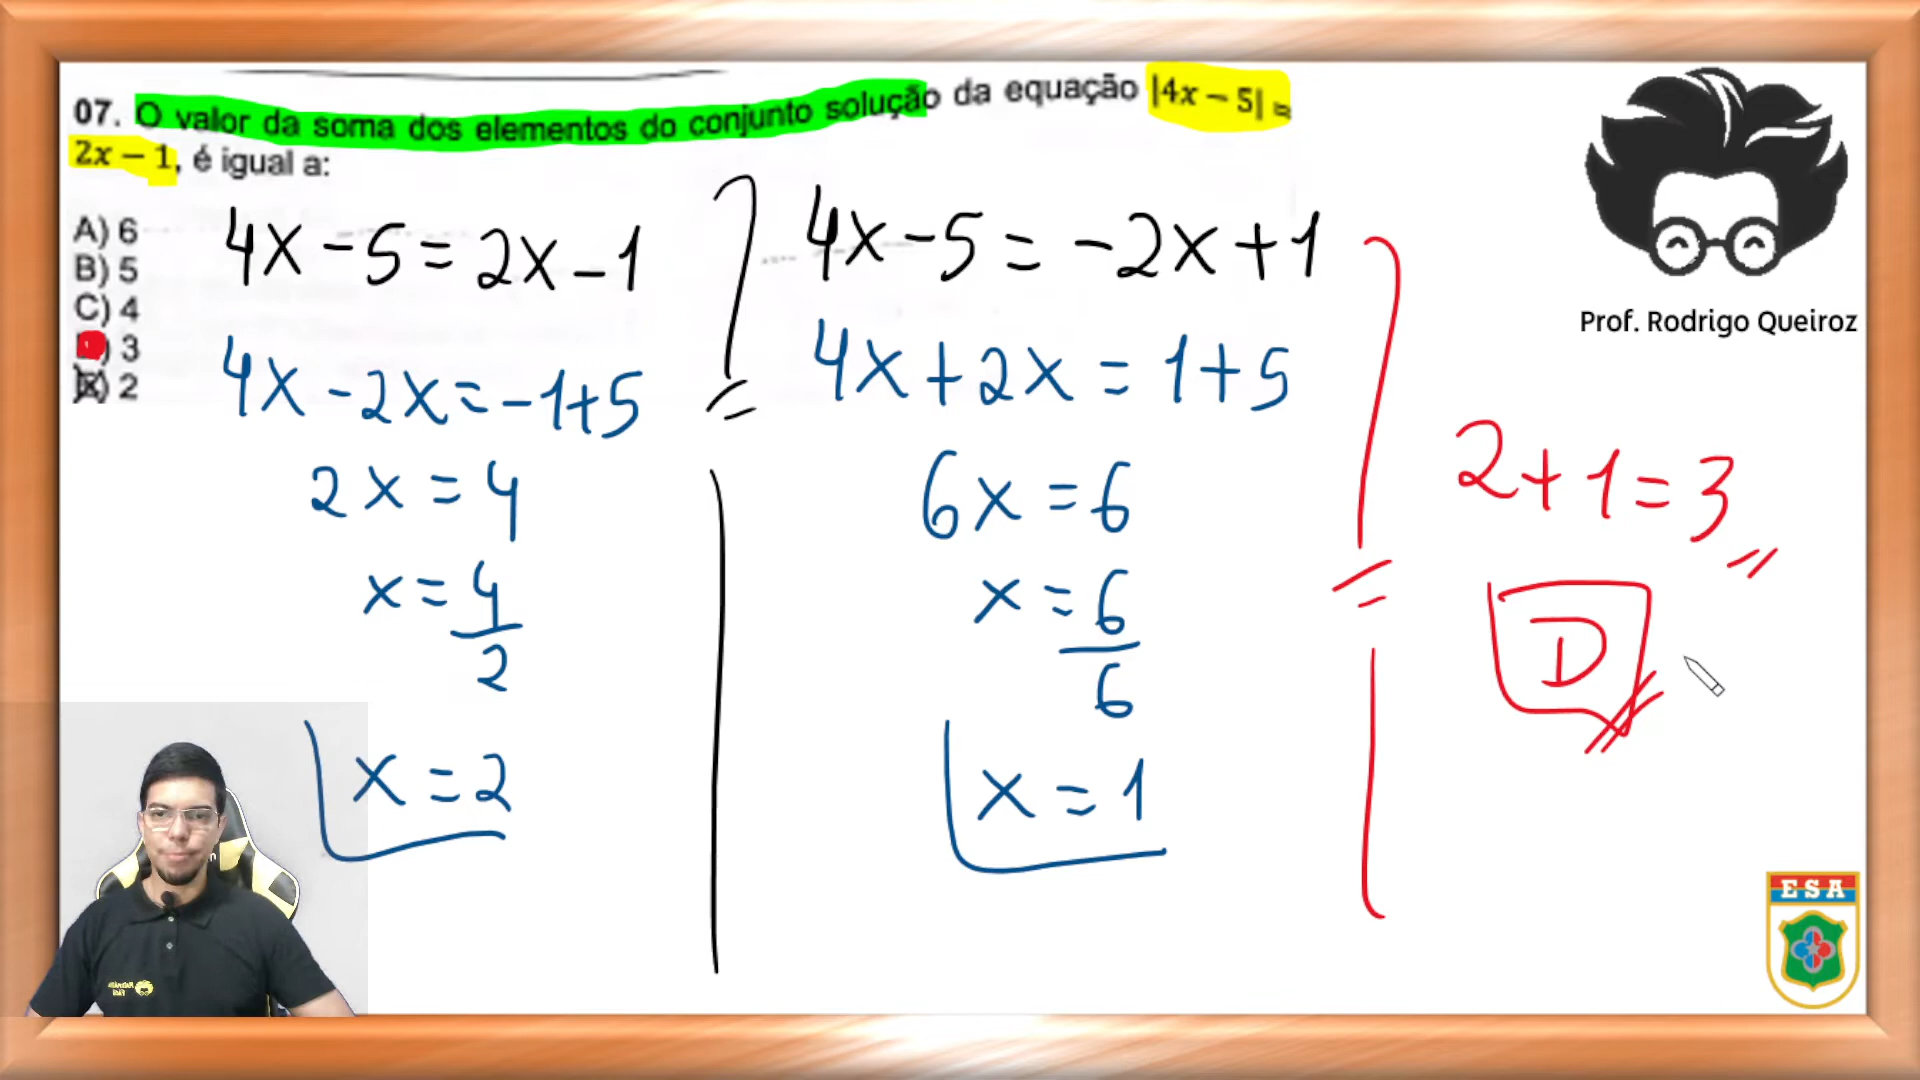 07. O valor da soma dos elementos do conjunto solução da equação |4x – 5| =
2x – 1, é igual a:
A) 6
B) 5
C) 4
) 3
) 2
4x - 5 = 2x - 1
4x - 2x = -1 + 5
2x = 4
x = 4/2
x = 2
4x - 5 = -2x + 1
4x + 2x = 1 + 5
6x = 6
x = 6/6
x = 1
2 + 1 = 3
D
Prof. Rodrigo Queiroz
ESA